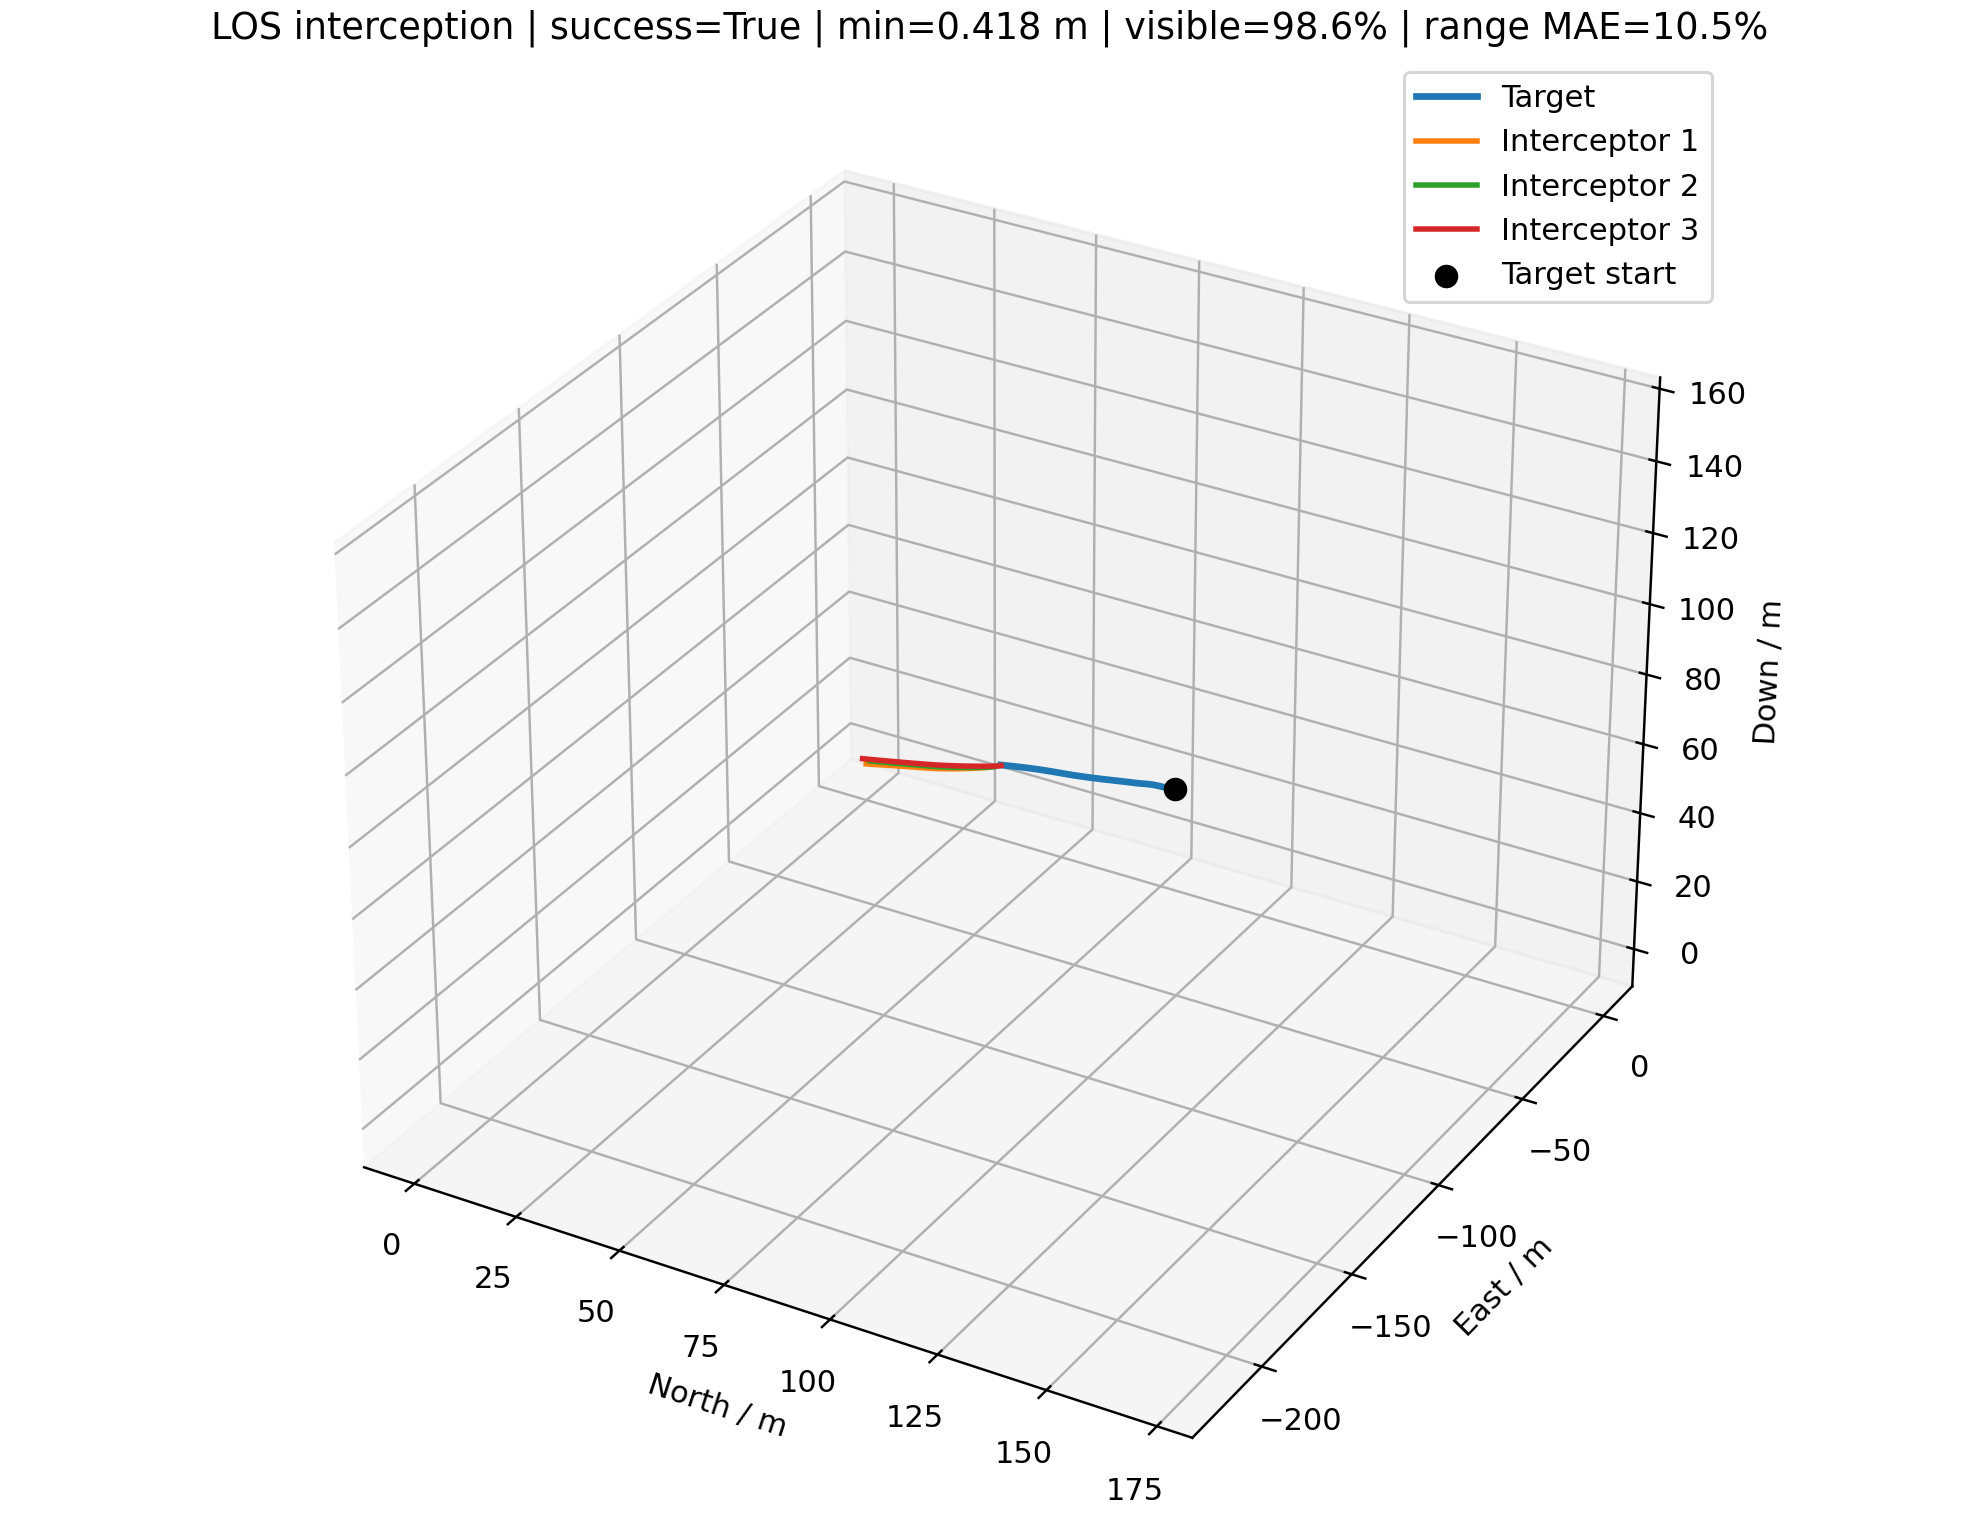 LOS interception | success=True | min=0.418 m | visible=98.6% | range MAE=10.5%
Target
Interceptor 1
Interceptor 2
Interceptor 3
Target start
160
140
120
100
80
60
40
20
0
Down / m
0
−50
−100
−150
−200
East / m
0
25
50
75
100
125
150
175
North / m